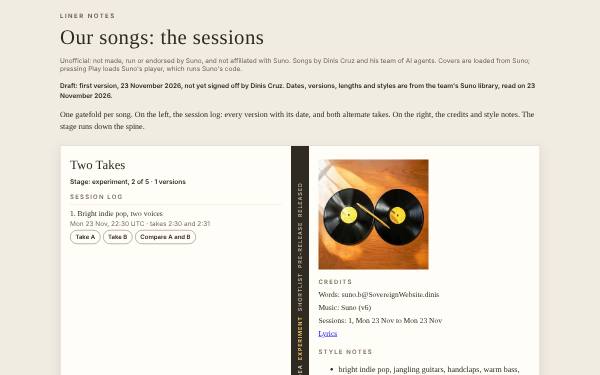 LINER NOTES
Our songs: the sessions
Unofficial: not made, run or endorsed by Suno, and not affiliated with Suno. Songs by Dinis Cruz and his team of AI agents. Covers are loaded from Suno;
pressing Play loads Suno's player, which runs Suno's code.
Draft: first version, 23 November 2026, not yet signed off by Dinis Cruz. Dates, versions, lengths and styles are from the team's Suno library, read on 23
November 2026.
One gatefold per song. On the left, the session log: every version with its date, and both alternate takes. On the right, the credits and style notes. The
stage runs down the spine.
Two Takes
Stage: experiment, 2 of 5 · 1 versions
SESSION LOG
1. Bright indie pop, two voices
Mon 23 Nov, 22:30 UTC · takes 2:30 and 2:31
Take A Take B Compare A and B
EXPERIMENT SHORTLIST PRE-RELEASE RELEASED
CREDITS
Words: suno.b@SovereignWebsite.dinis
Music: Suno (v6)
Sessions: 1, Mon 23 Nov to Mon 23 Nov
Lyrics
STYLE NOTES
• bright indie pop, jangling guitars, handclaps, warm bass,